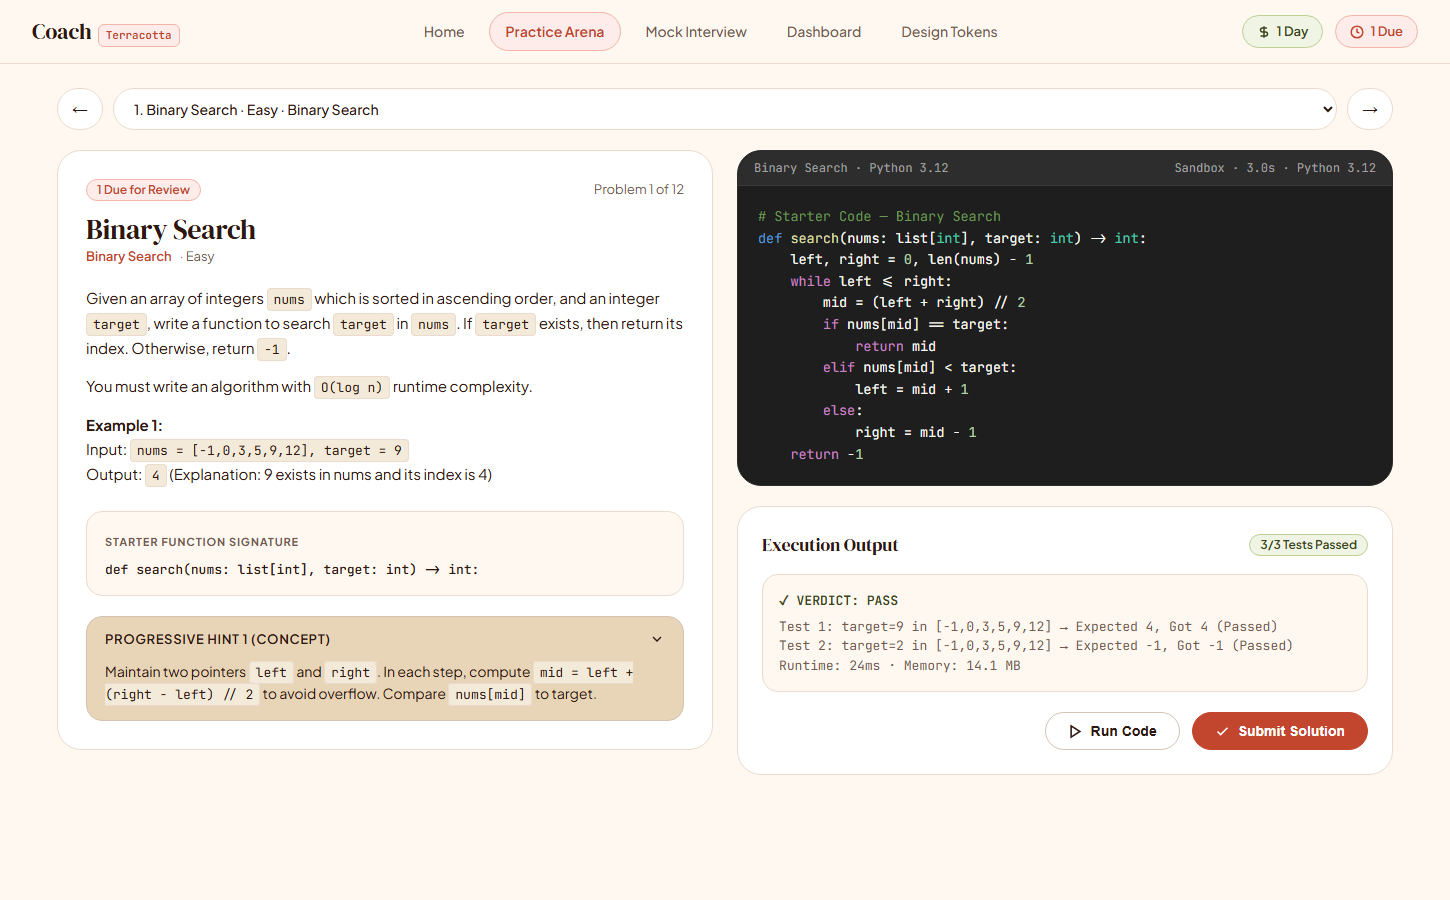 Coach Terracotta
Home
Practice Arena
Mock Interview
Dashboard
Design Tokens
$ 1 Day
1 Due
←
1. Binary Search · Easy · Binary Search
→
1 Due for Review
Problem 1 of 12
Binary Search
Binary Search · Easy
Given an array of integers nums which is sorted in ascending order, and an integer
target, write a function to search target in nums. If target exists, then return its
index. Otherwise, return -1.
You must write an algorithm with O(log n) runtime complexity.
Example 1:
Input: nums = [-1,0,3,5,9,12], target = 9
Output: 4 (Explanation: 9 exists in nums and its index is 4)
STARTER FUNCTION SIGNATURE
def search(nums: list[int], target: int) -> int:
PROGRESSIVE HINT 1 (CONCEPT)
Maintain two pointers left and right. In each step, compute mid = left +
(right - left) // 2 to avoid overflow. Compare nums[mid] to target.
Binary Search · Python 3.12
Sandbox · 3.0s · Python 3.12
# Starter Code — Binary Search
def search(nums: list[int], target: int) -> int:
    left, right = 0, len(nums) - 1
    while left <= right:
        mid = (left + right) // 2
        if nums[mid] == target:
            return mid
        elif nums[mid] < target:
            left = mid + 1
        else:
            right = mid - 1
    return -1
Execution Output
3/3 Tests Passed
✓ VERDICT: PASS
Test 1: target=9 in [-1,0,3,5,9,12] → Expected 4, Got 4 (Passed)
Test 2: target=2 in [-1,0,3,5,9,12] → Expected -1, Got -1 (Passed)
Runtime: 24ms · Memory: 14.1 MB
Run Code
Submit Solution